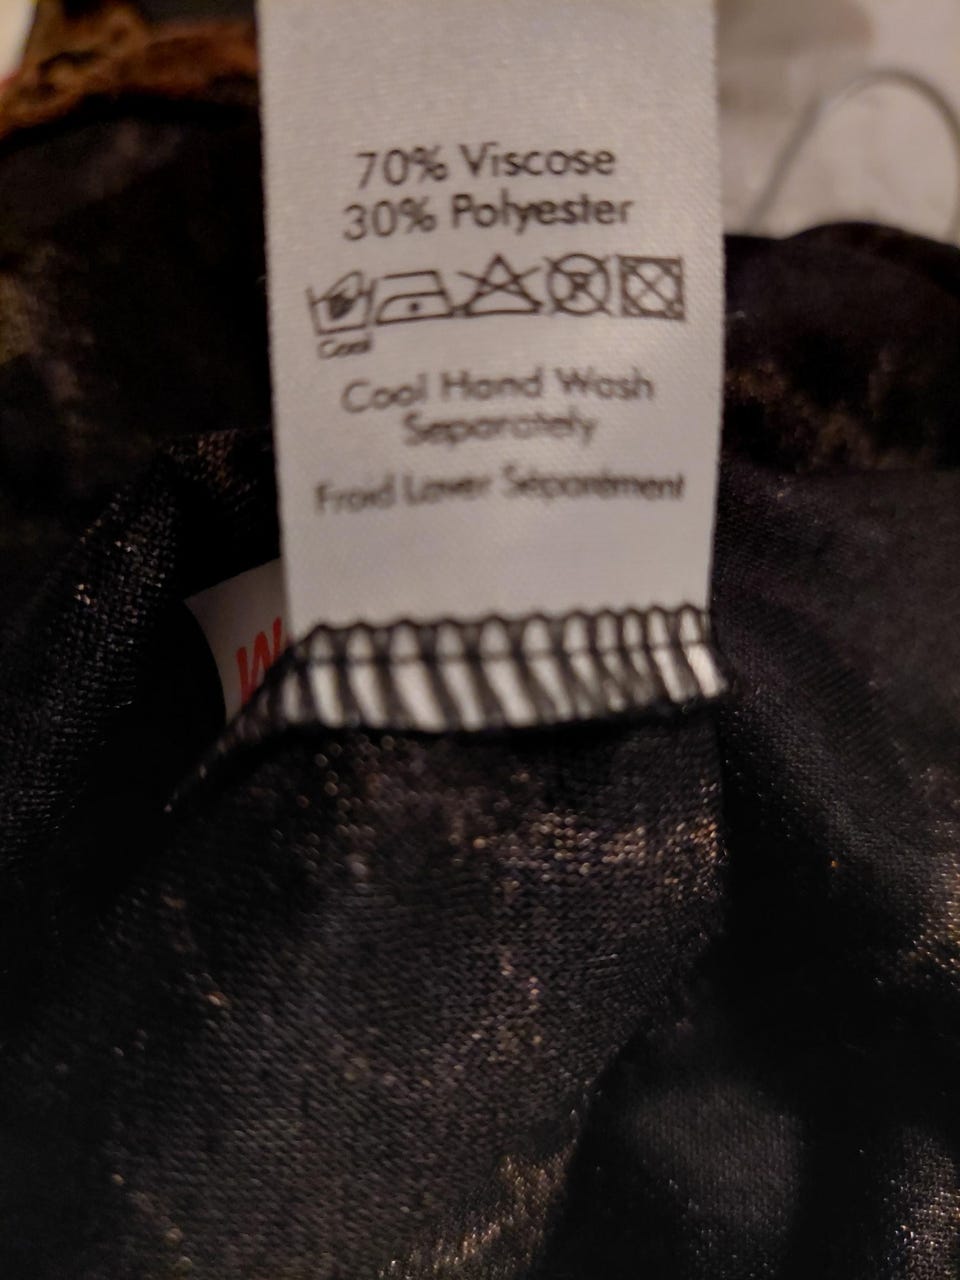 70% Viscose
30% Polyester
Cool
Cool Hand Wash
Separately
Froid Laver Séparément